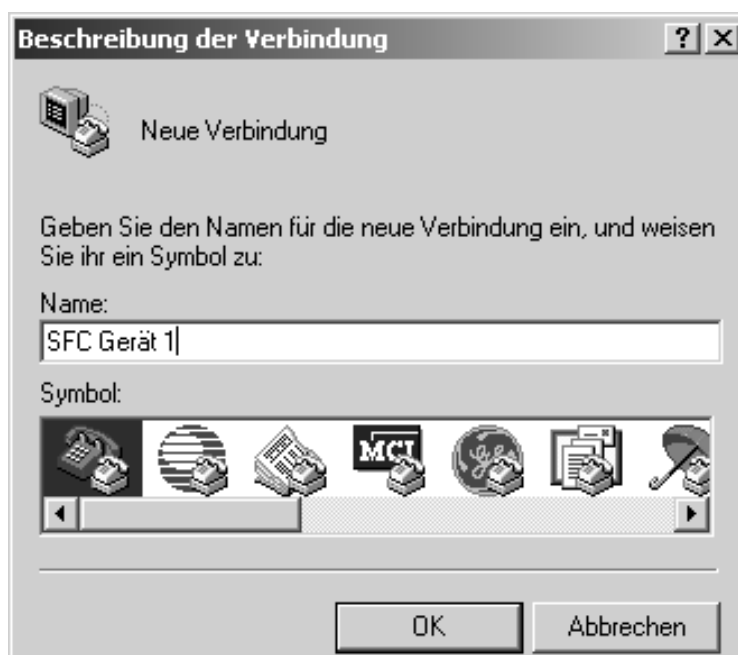 Beschreibung der Verbindung
Neue Verbindung
Geben Sie den Namen für die neue Verbindung ein, und weisen
Sie ihr ein Symbol zu:
Name:
SFC Gerät 1
Symbol:
MCI
OK
Abbrechen